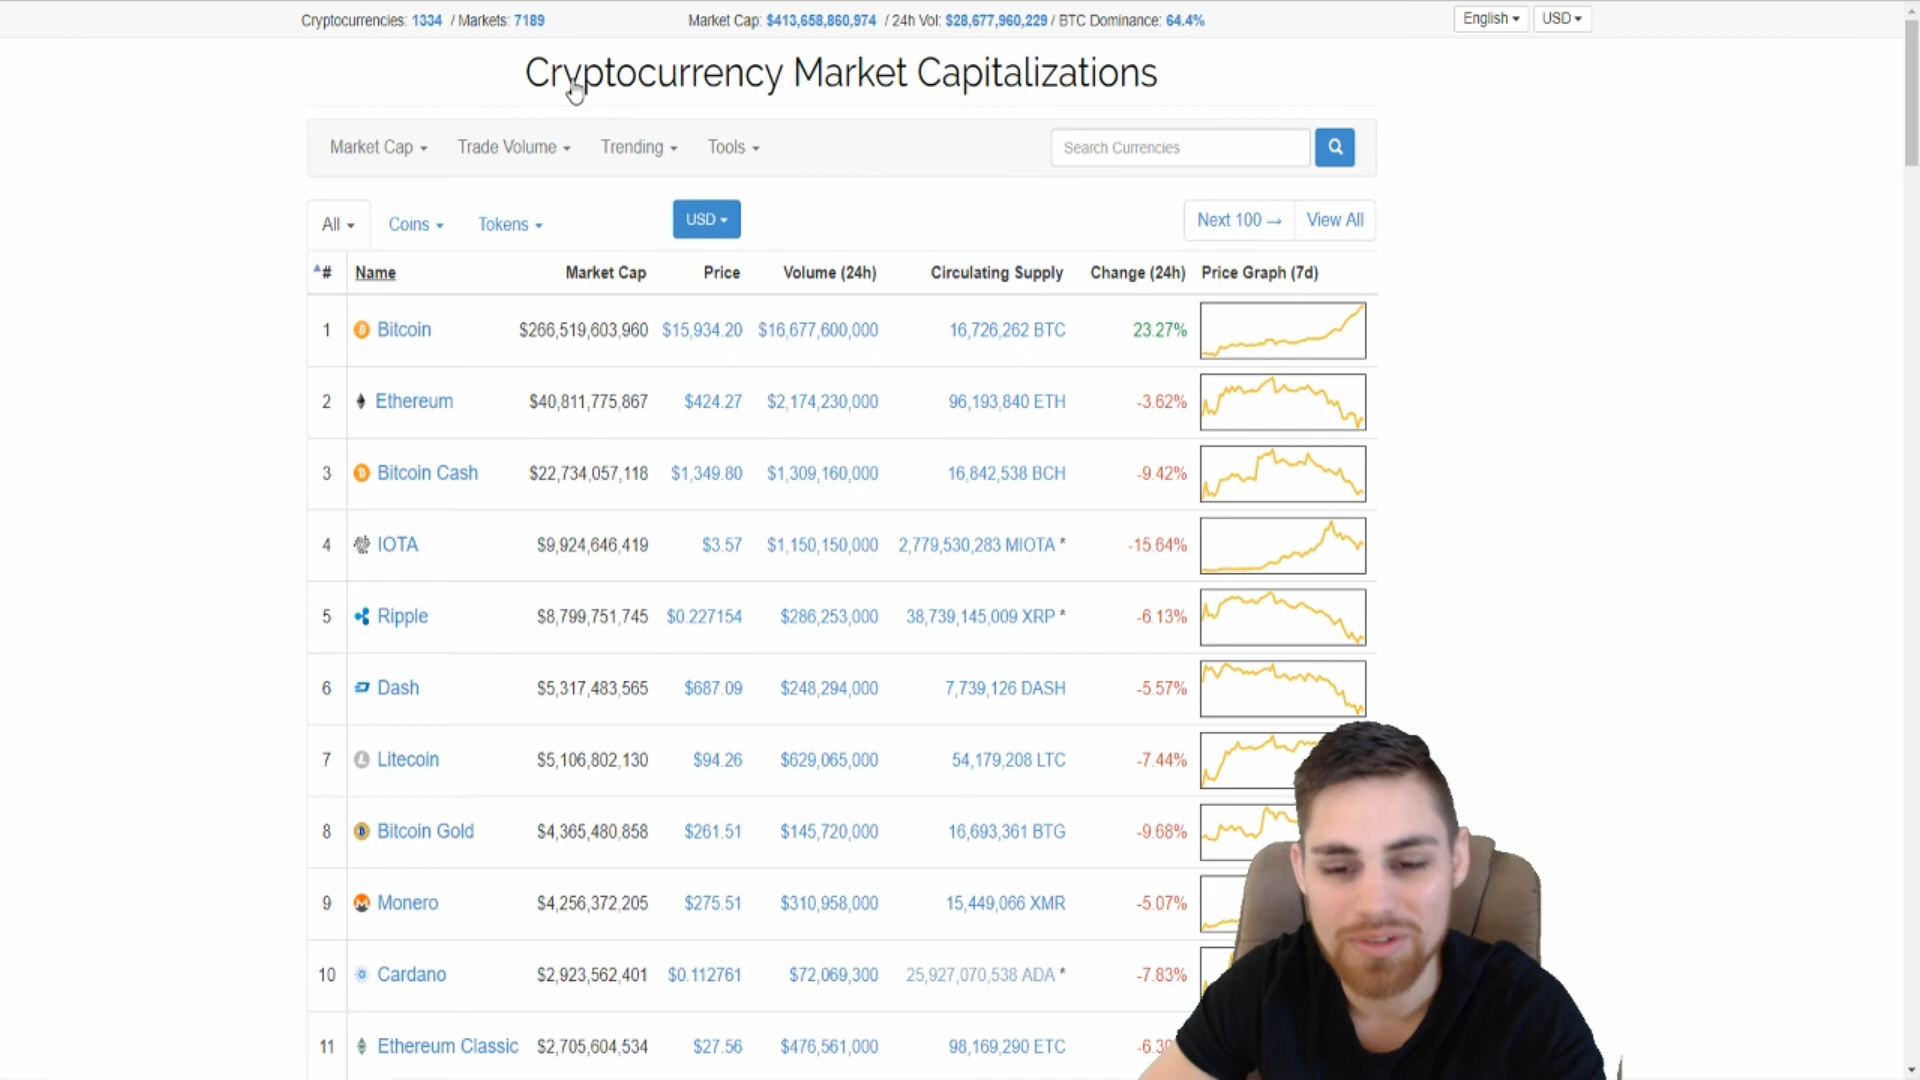 Cryptocurrencies: 1334 / Markets: 7189 Market Cap: $413,658,860,974 / 24h Vol: $28,677,960,229 / BTC Dominance: 64.4% English USD
Cryptocurrency Market Capitalizations
Market Cap Trade Volume Trending Tools Search Currencies
All Coins Tokens USD Next 100 → View All
# Name Market Cap Price Volume (24h) Circulating Supply Change (24h) Price Graph (7d)
1 Bitcoin $266,519,603,960 $15,934.20 $16,677,600,000 16,726,262 BTC 23.27%
2 Ethereum $40,811,775,867 $424.27 $2,174,230,000 96,193,840 ETH -3.62%
3 Bitcoin Cash $22,734,057,118 $1,349.80 $1,309,160,000 16,842,538 BCH -9.42%
4 IOTA $9,924,646,419 $3.57 $1,150,150,000 2,779,530,283 MIOTA * -15.64%
5 Ripple $8,799,751,745 $0.227154 $286,253,000 38,739,145,009 XRP * -6.13%
6 Dash $5,317,483,565 $687.09 $248,294,000 7,739,126 DASH -5.57%
7 Litecoin $5,106,802,130 $94.26 $629,065,000 54,179,208 LTC -7.44%
8 Bitcoin Gold $4,365,480,858 $261.51 $145,720,000 16,693,361 BTG -9.68%
9 Monero $4,256,372,205 $275.51 $310,958,000 15,449,066 XMR -5.07%
10 Cardano $2,923,562,401 $0.112761 $72,069,300 25,927,070,538 ADA * -7.83%
11 Ethereum Classic $2,705,604,534 $27.56 $476,561,000 98,169,290 ETC